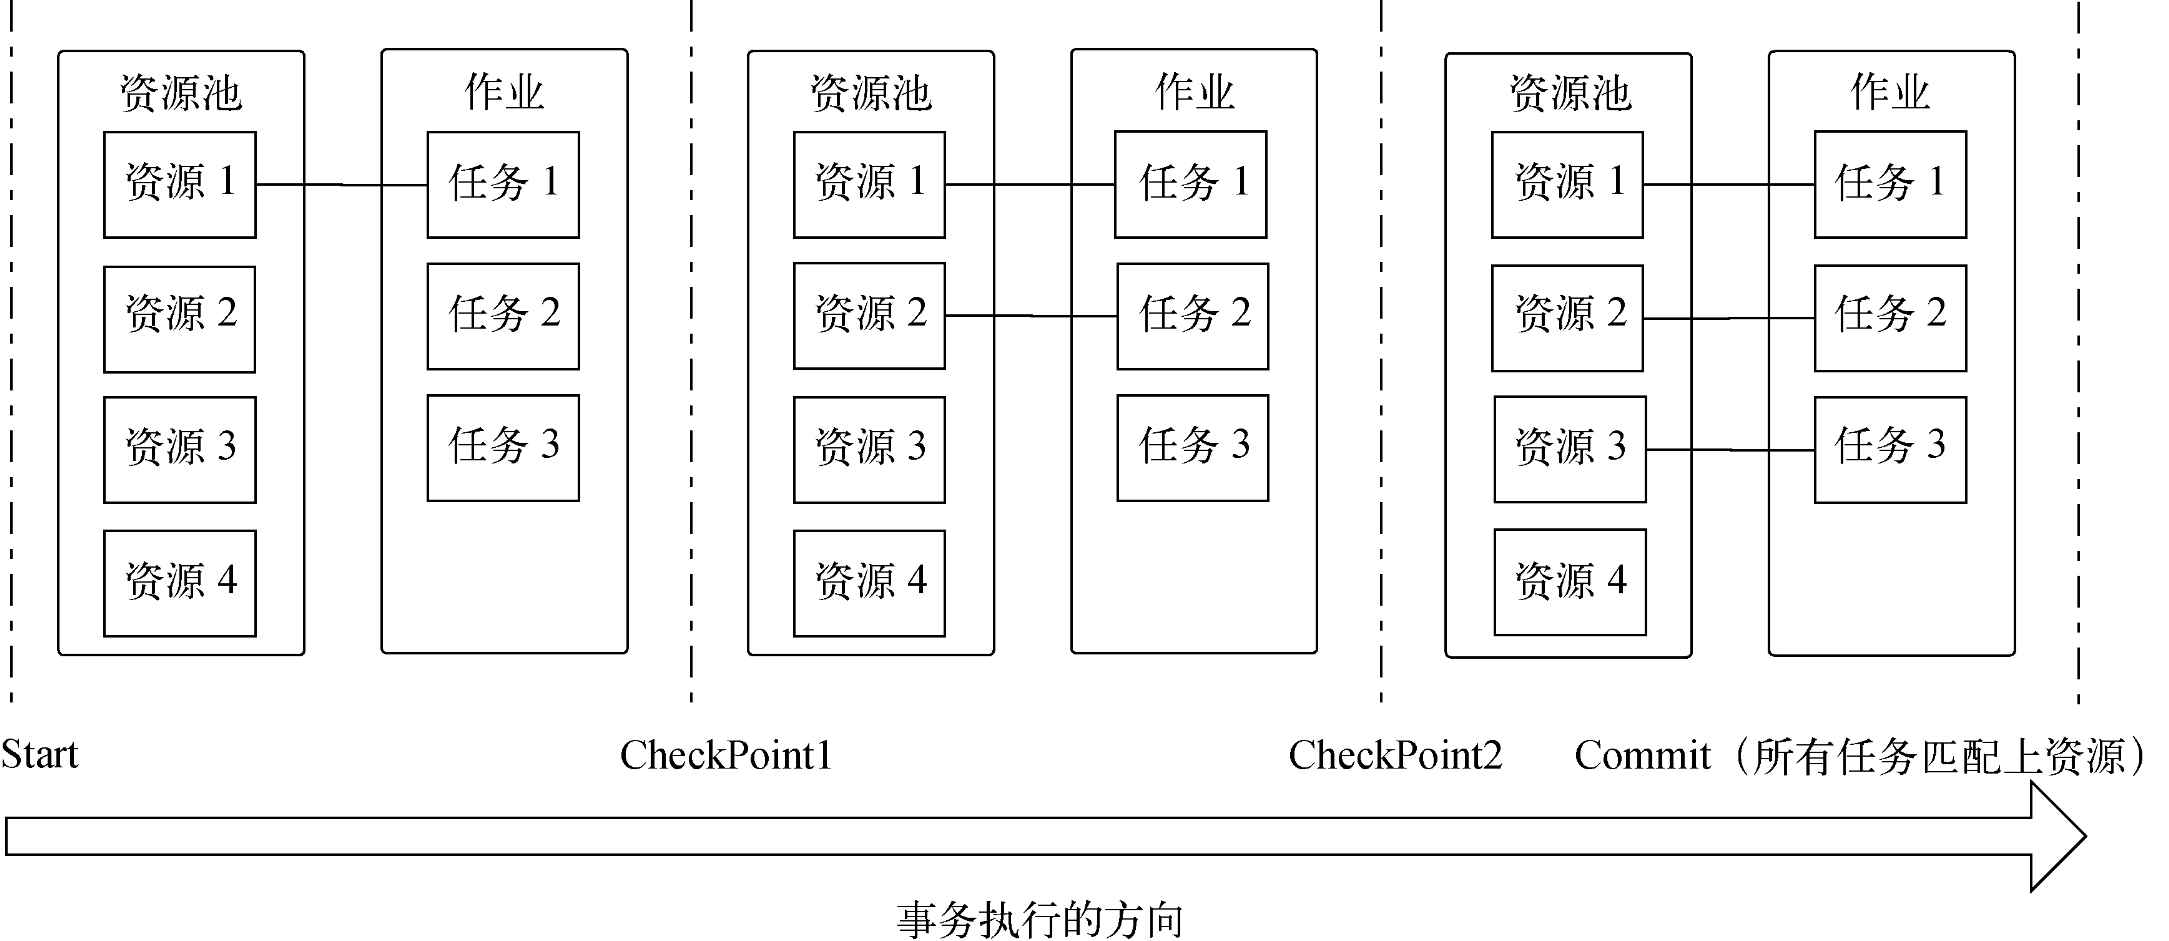 资源池
资源 1
资源 2
资源 3
资源 4
作业
任务 1
任务 2
任务 3
资源池
资源 1
资源 2
资源 3
资源 4
作业
任务 1
任务 2
任务 3
资源池
资源 1
资源 2
资源 3
资源 4
作业
任务 1
任务 2
任务 3
Start
CheckPoint1
CheckPoint2
Commit（所有任务匹配上资源）
事务执行的方向